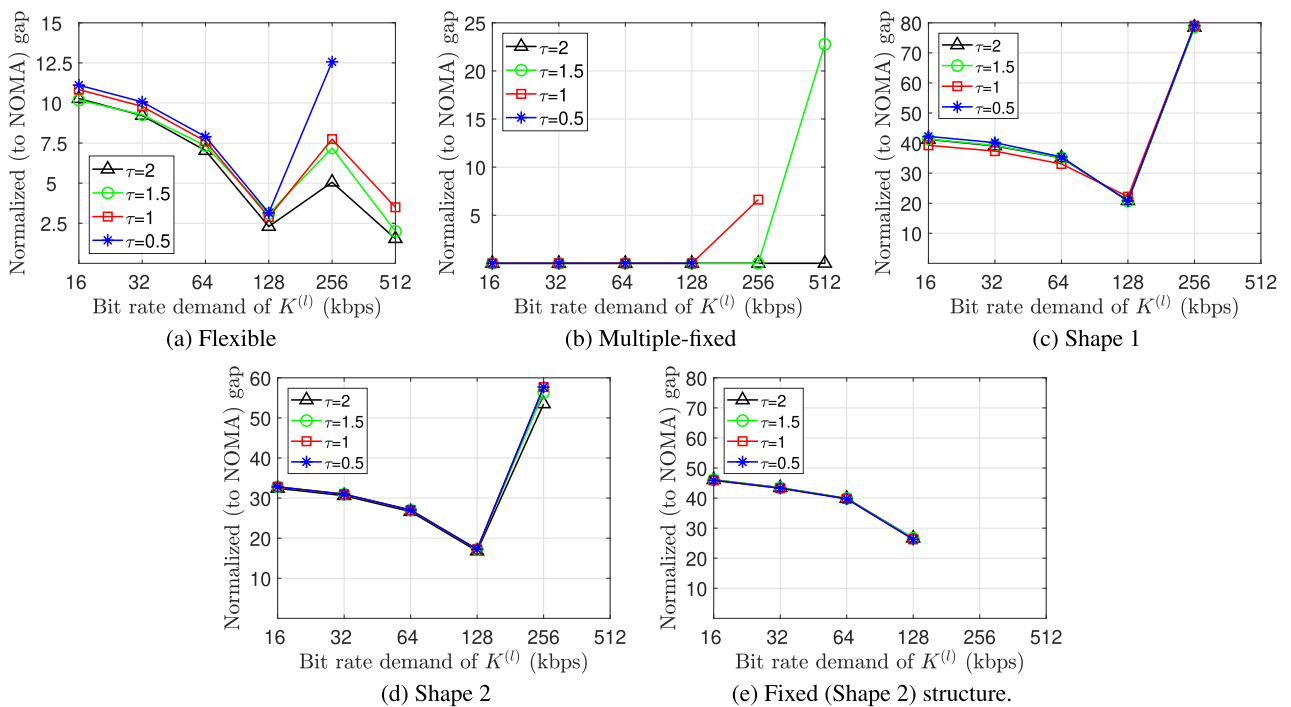 Normalized (to NOMA) gap
15
12.5
10
7.5
5
2.5
τ=2
τ=1.5
τ=1
τ=0.5
16 32 64 128 256 512
Bit rate demand of K^(l) (kbps)
(a) Flexible
Normalized (to NOMA) gap
25
20
15
10
5
τ=2
τ=1.5
τ=1
τ=0.5
16 32 64 128 256 512
Bit rate demand of K^(l) (kbps)
(b) Multiple-fixed
Normalized (to NOMA) gap
80
70
60
50
40
30
20
10
τ=2
τ=1.5
τ=1
τ=0.5
16 32 64 128 256 512
Bit rate demand of K^(l) (kbps)
(c) Shape 1
Normalized (to NOMA) gap
60
50
40
30
20
10
τ=2
τ=1.5
τ=1
τ=0.5
16 32 64 128 256 512
Bit rate demand of K^(l) (kbps)
(d) Shape 2
Normalized (to NOMA) gap
80
70
60
50
40
30
20
10
τ=2
τ=1.5
τ=1
τ=0.5
16 32 64 128 256 512
Bit rate demand of K^(l) (kbps)
(e) Fixed (Shape 2) structure.